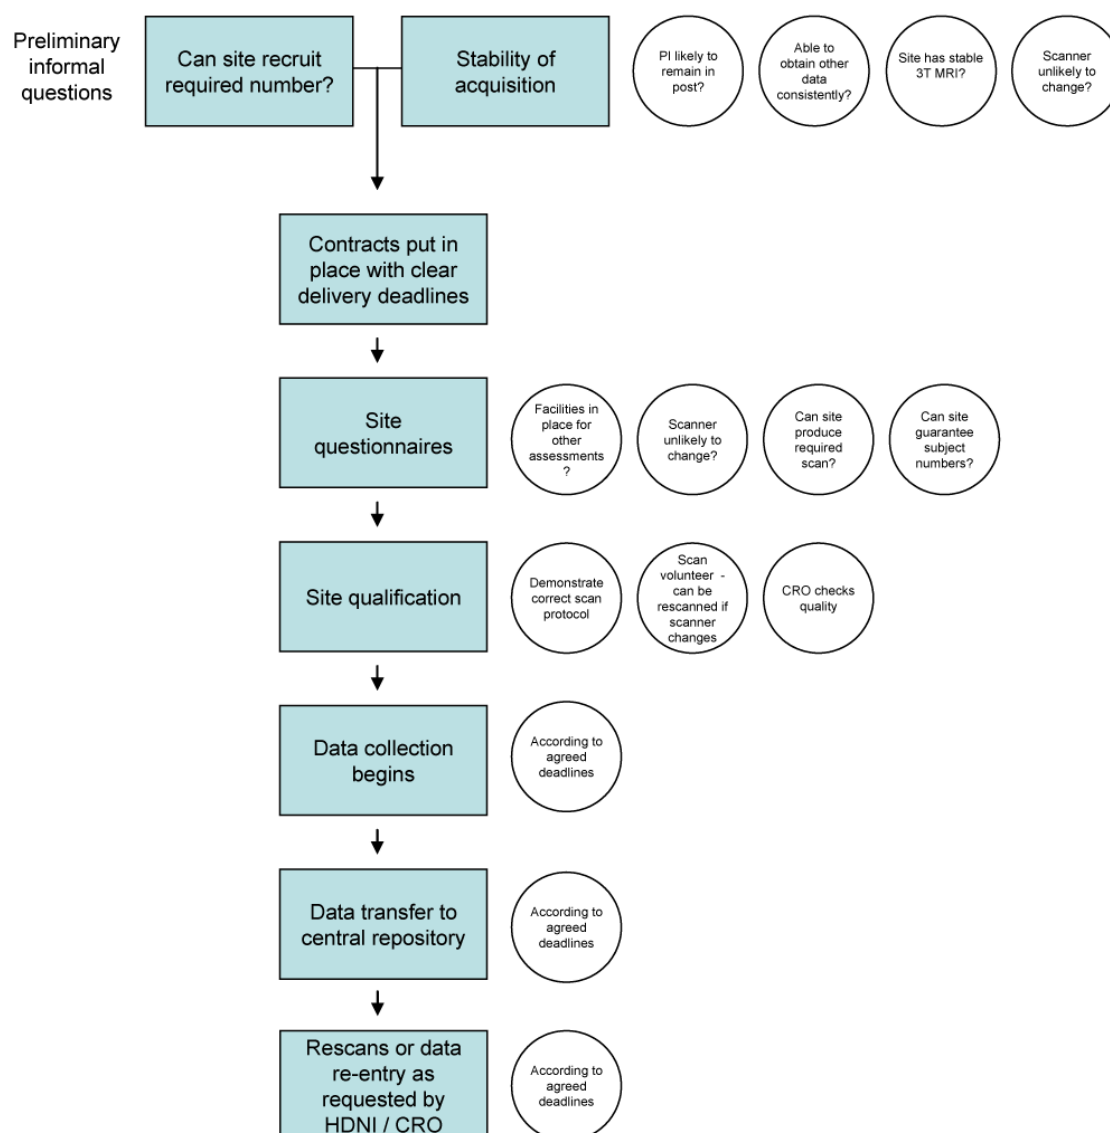 Preliminary
informal
questions
Can site recruit
required number?
Stability of
acquisition
PI likely to
remain in
post?
Able to
obtain other
data
consistently?
Site has stable
3T MRI?
Scanner
unlikely to
change?
Contracts put in
place with clear
delivery deadlines
Site
questionnaires
Facilities in
place for
other
assessments
?
Scanner
unlikely to
change?
Can site
produce
required
scan?
Can site
guarantee
subject
numbers?
Site qualification
Demonstrate
correct scan
protocol
Scan
volunteer -
can be
rescanned if
scanner
changes
CRO checks
quality
Data collection
begins
According to
agreed
deadlines
Data transfer to
central repository
According to
agreed
deadlines
Rescans or data
re-entry as
requested by
HDNI / CRO
According to
agreed
deadlines